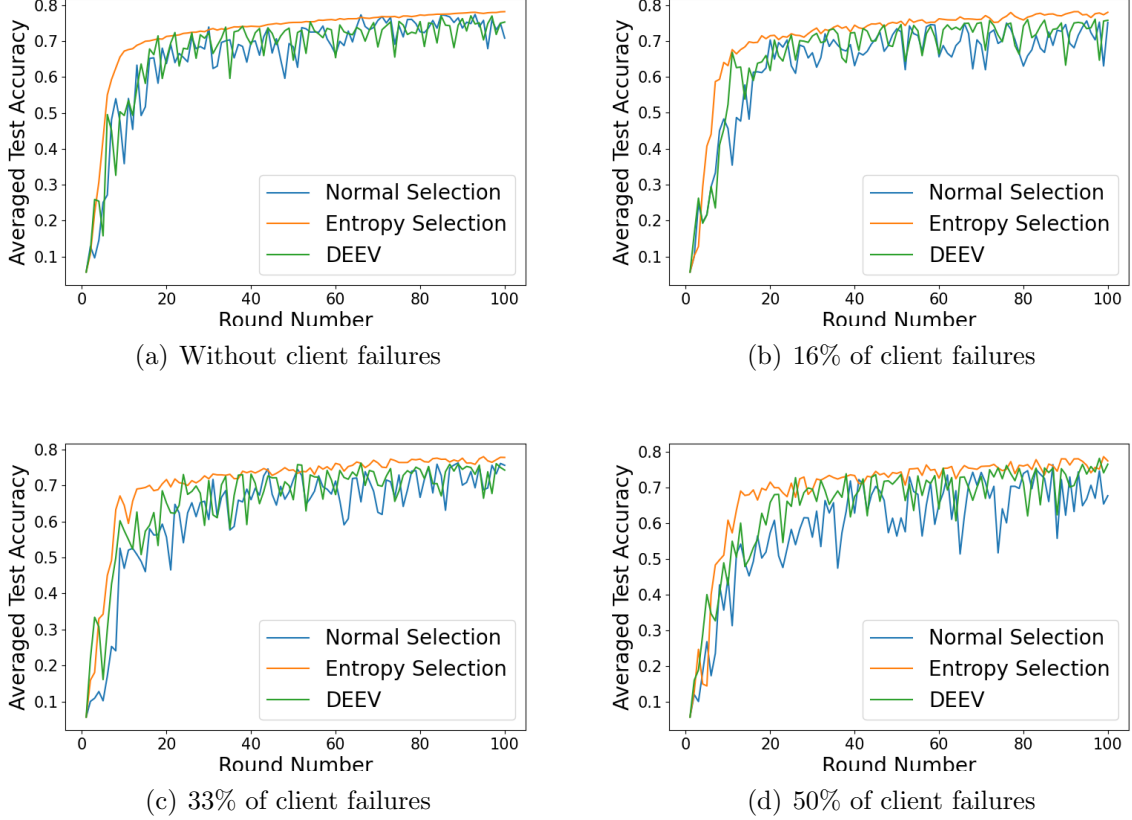 0.8
0.7
0.6
0.5
0.4
0.3
0.2
0.1
Averaged Test Accuracy
Normal Selection
Entropy Selection
DEEV
0 20 40 60 80 100
Round Number
(a) Without client failures
0.8
0.7
0.6
0.5
0.4
0.3
0.2
0.1
Averaged Test Accuracy
Normal Selection
Entropy Selection
DEEV
0 20 40 60 80 100
Round Number
(b) 16% of client failures
0.8
0.7
0.6
0.5
0.4
0.3
0.2
0.1
Averaged Test Accuracy
Normal Selection
Entropy Selection
DEEV
0 20 40 60 80 100
Round Number
(c) 33% of client failures
0.8
0.7
0.6
0.5
0.4
0.3
0.2
0.1
Averaged Test Accuracy
Normal Selection
Entropy Selection
DEEV
0 20 40 60 80 100
Round Number
(d) 50% of client failures